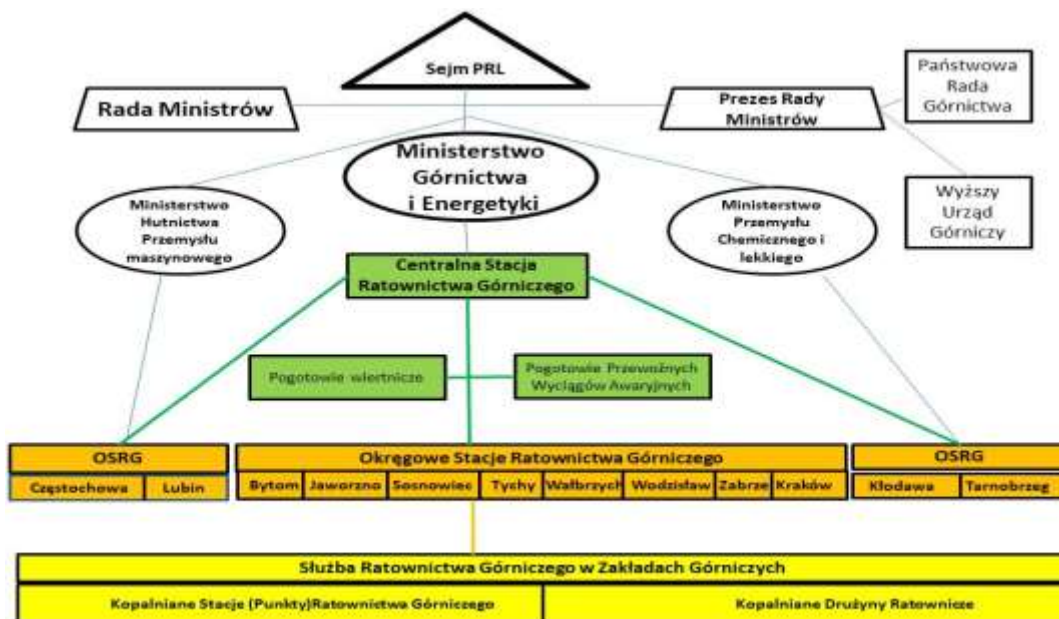 Sejm PRL
Rada Ministrów
Prezes Rady
Ministrów
Państwowa
Rada
Górnictwa
Ministerstwo
Górnictwa
i Energetyki
Ministerstwo
Hutnictwa
Przemysłu
maszynowego
Ministerstwo
Przemysłu
Chemicznego i
lekkiego
Wyższy
Urząd
Górniczy
Centralna Stacja
Ratownictwa Górniczego
Pogotowie wiertnicze
Pogotowie Przewoźnych
Wyciągów Awaryjnych
OSRG
Częstochowa Lubin
Okręgowe Stacje Ratownictwa Górniczego
Bytom Jaworzno Sosnowiec Tychy Wałbrzych Wodzisław Zabrze Kraków
OSRG
Kłodawa Tarnobrzeg
Służba Ratownictwa Górniczego w Zakładach Górniczych
Kopalniane Stacje (Punkty)Ratownictwa Górniczego
Kopalniane Drużyny Ratownicze